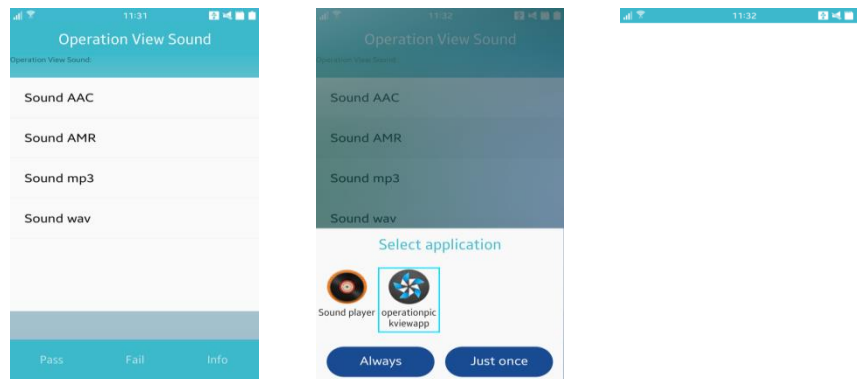 11:31
Operation View Sound
Operation View Sound.
Sound AAC
Sound AMR
Sound mp3
Sound wav
Pass Fail Info
11:32
Operation View Sound
Operation View Sound.
Sound AAC
Sound AMR
Sound mp3
Sound wav
Select application
Sound player
operationpic
kviewapp
Always Just once
11:32